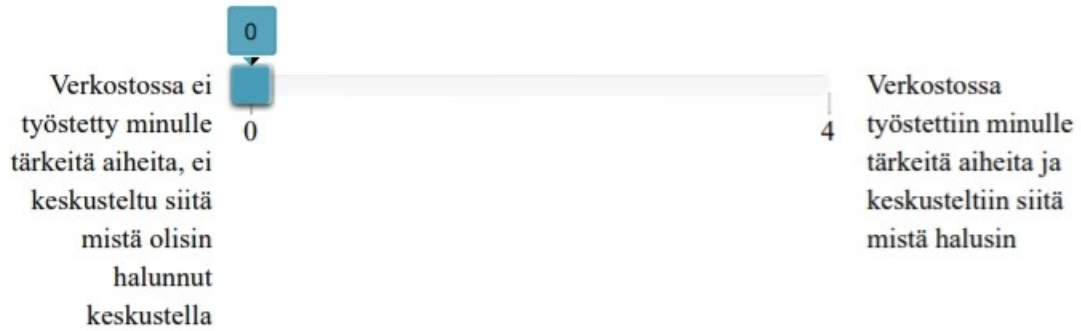 0
Verkostossa ei
työstetty minulle
tärkeitä aiheita, ei
keskusteltu siitä
mistä olisin
halunnut
keskustella
0
4
Verkostossa
työstettiin minulle
tärkeitä aiheita ja
keskusteltiin siitä
mistä halusin